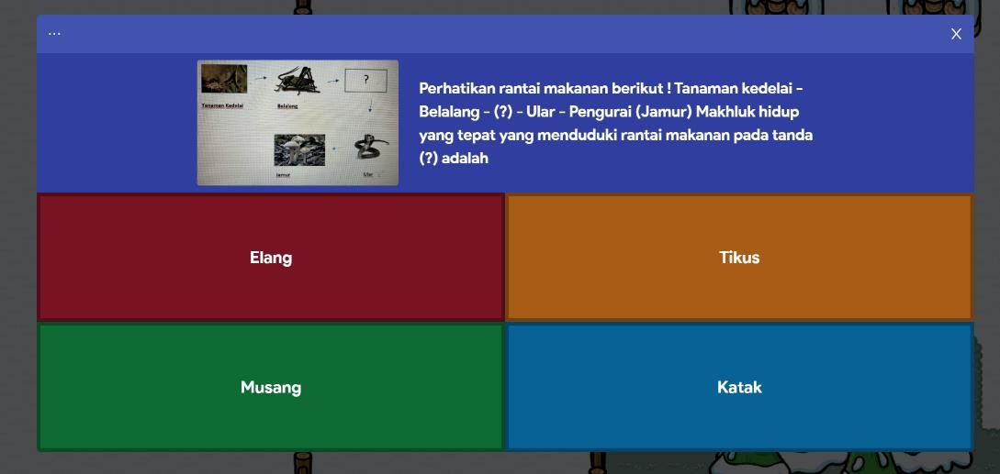 ...
X
?
Tanaman Kedelai
Belalang
Jamur
Ular
Perhatikan rantai makanan berikut ! Tanaman kedelai -
Belalang - (?) - Ular - Pengurai (Jamur) Makhluk hidup
yang tepat yang menduduki rantai makanan pada tanda
(?) adalah
Elang
Tikus
Musang
Katak